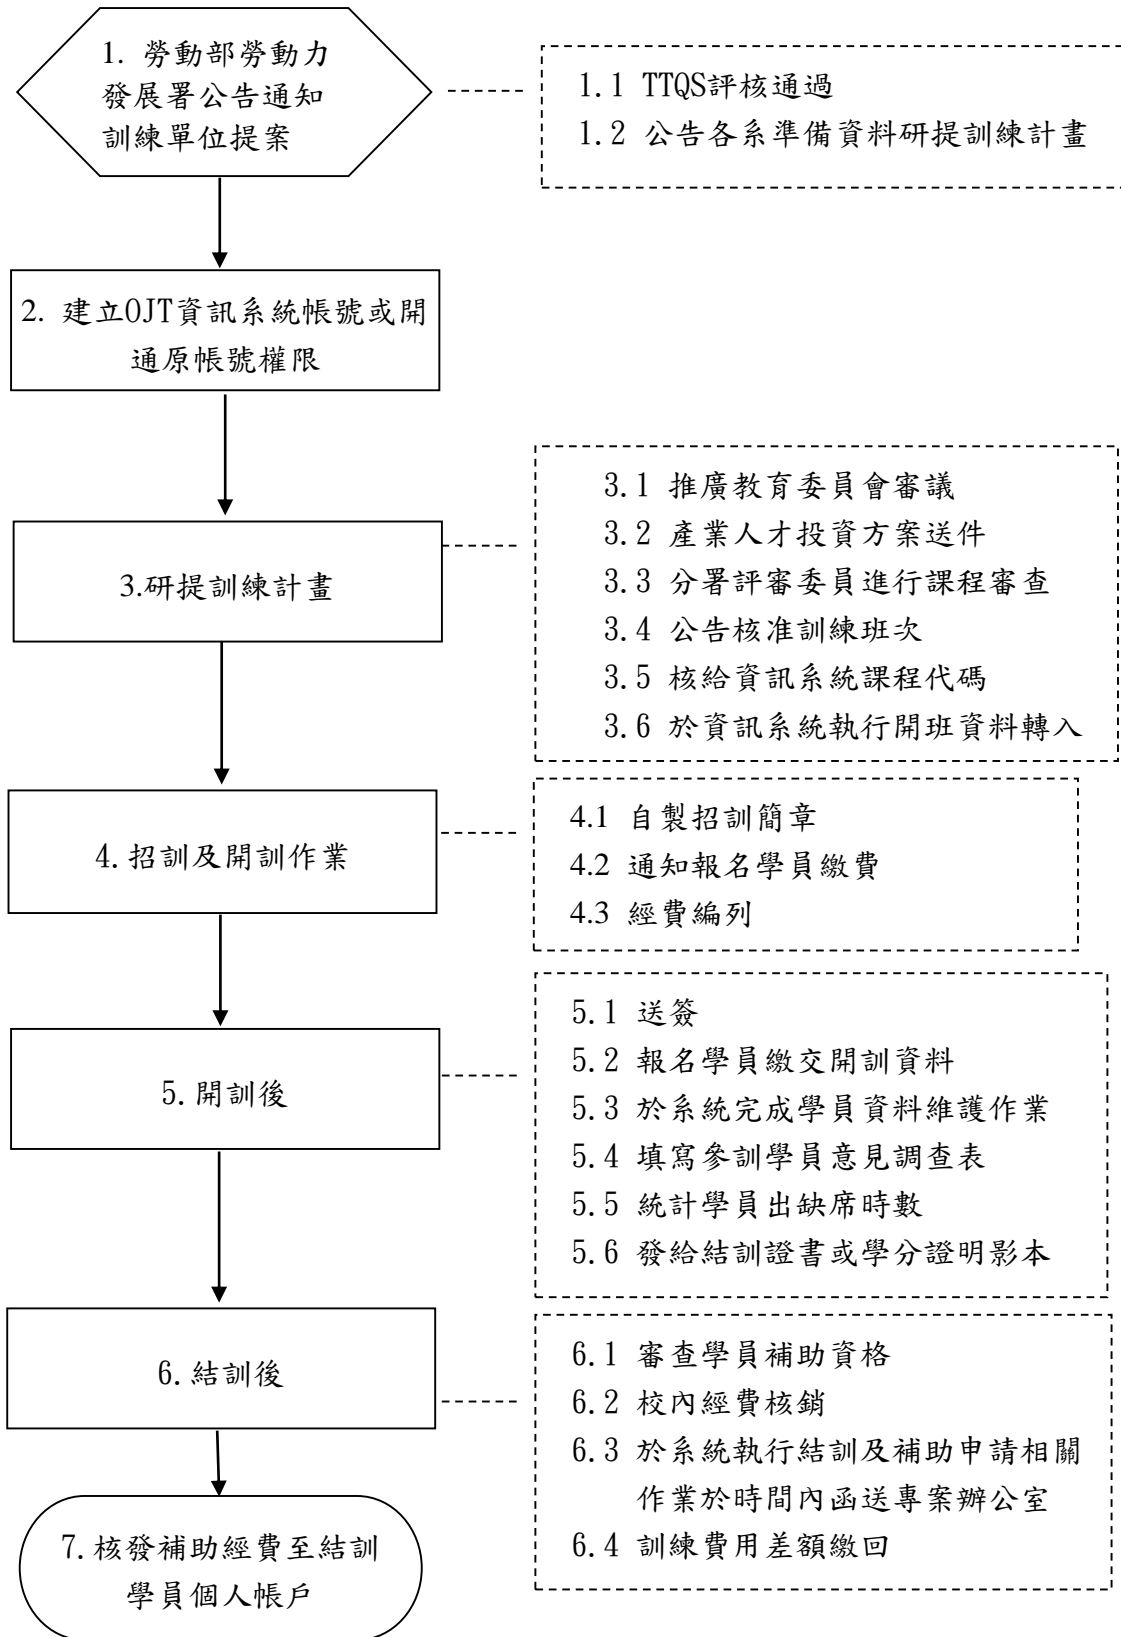 1. 勞動部勞動力
發展署公告通知
訓練單位提案
1.1 TTQS評核通過
1.2 公告各系準備資料研提訓練計畫
2. 建立OJT資訊系統帳號或開
通原帳號權限
3.研提訓練計畫
3.1 推廣教育委員會審議
3.2 產業人才投資方案送件
3.3 分署評審委員進行課程審查
3.4 公告核准訓練班次
3.5 核給資訊系統課程代碼
3.6 於資訊系統執行開班資料轉入
4.招訓及開訓作業
4.1 自製招訓簡章
4.2 通知報名學員繳費
4.3 經費編列
5.開訓後
5.1 送簽
5.2 報名學員繳交開訓資料
5.3 於系統完成學員資料維護作業
5.4 填寫參訓學員意見調查表
5.5 統計學員出缺席時數
5.6 發給結訓證書或學分證明影本
6.結訓後
6.1 審查學員補助資格
6.2 校內經費核銷
6.3 於系統執行結訓及補助申請相關
作業於時間內函送專案辦公室
6.4 訓練費用差額繳回
7.核發補助經費至結訓
學員個人帳戶